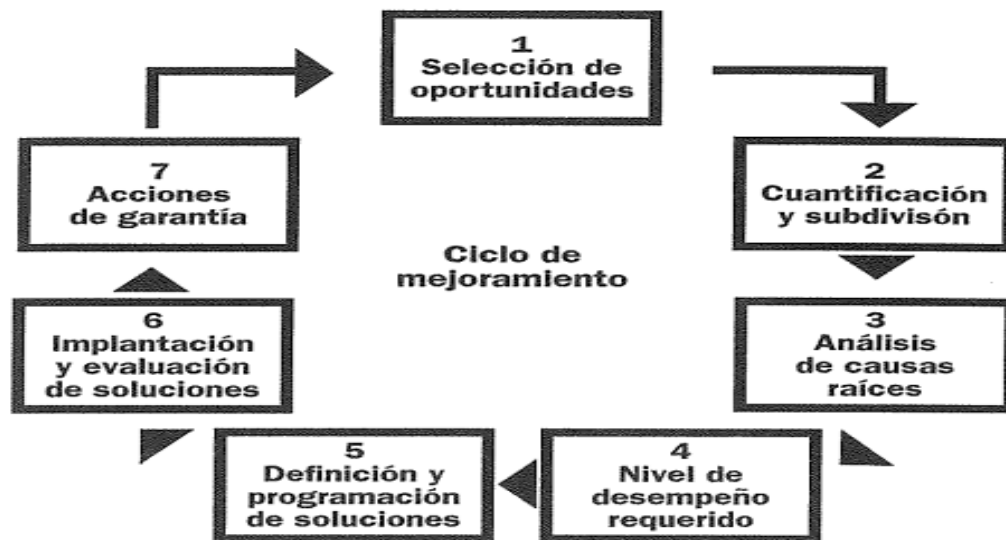 1
Selección de
oportunidades
2
Cuantificación
y subdivisón
3
Análisis
de causas
raíces
4
Nivel de
desempeño
requerido
5
Definición y
programación
de soluciones
6
Implantación
y evaluación
de soluciones
7
Acciones
de garantía
Ciclo de
mejoramiento